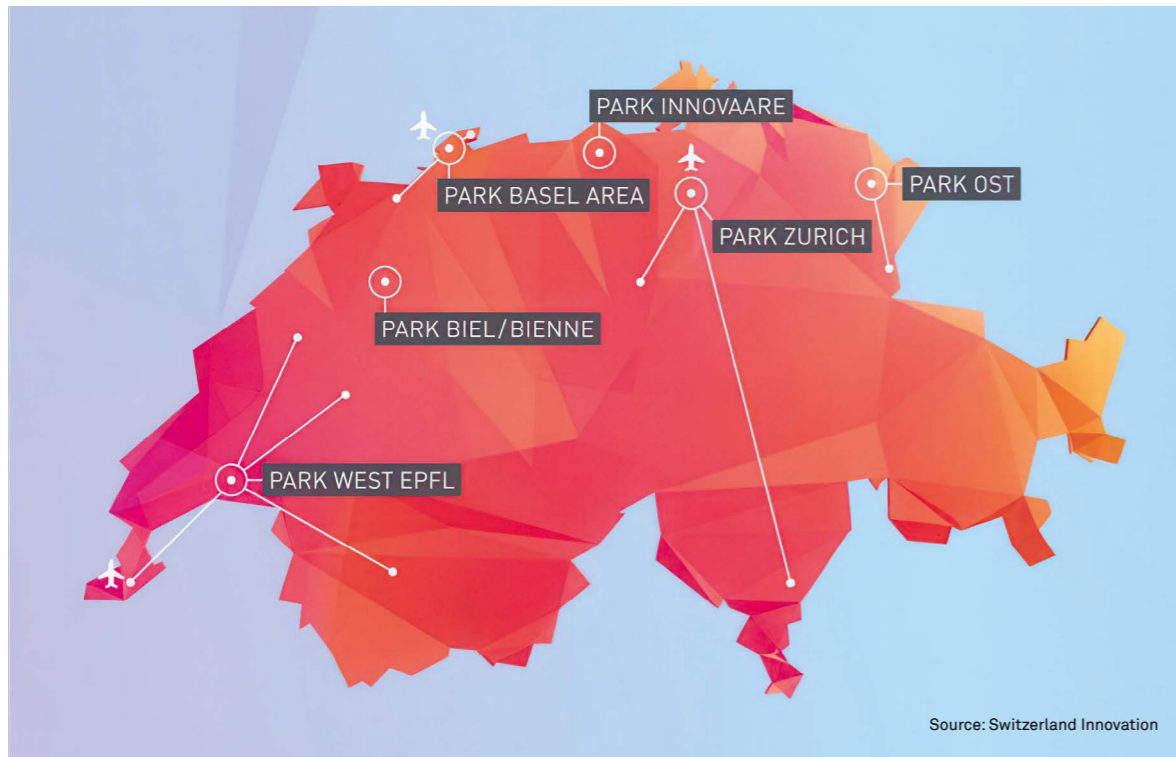 PARK INNOVAARE
PARK BASEL AREA
PARK OST
PARK ZURICH
PARK BIEL/BIENNE
PARK WEST EPFL
Source: Switzerland Innovation